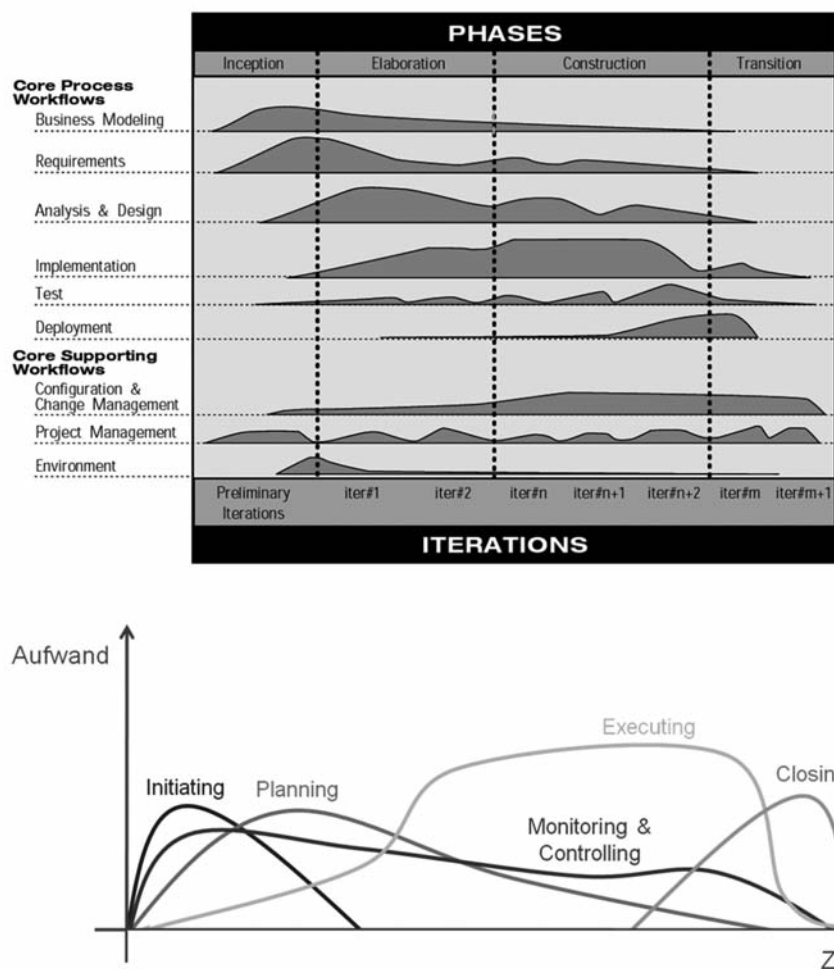 PHASES
Inception Elaboration Construction Transition
Core Process
Workflows
Business Modeling
Requirements
Analysis & Design
Implementation
Test
Deployment
Core Supporting
Workflows
Configuration &
Change Management
Project Management
Environment
Preliminary
Iterations
iter#1 iter#2 iter#n iter#n+1 iter#n+2 iter#m iter#m+1
ITERATIONS
Aufwand
Executing
Initiating Planning Closin
Monitoring &
Controlling
Z